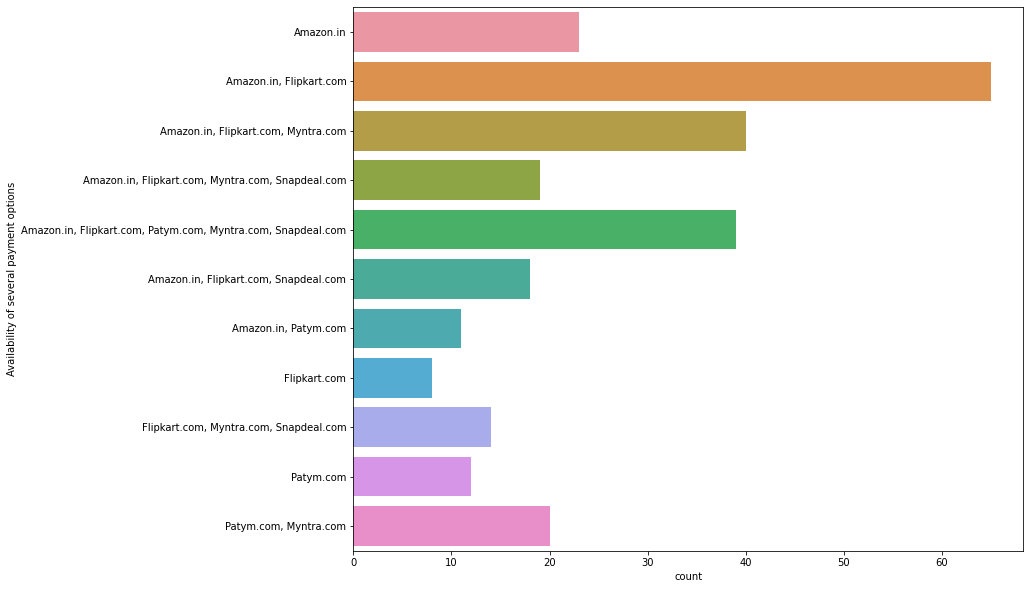 Amazon.in
Amazon.in, Flipkart.com
Amazon.in, Flipkart.com, Myntra.com
Amazon.in, Flipkart.com, Myntra.com, Snapdeal.com
Amazon.in, Flipkart.com, Patym.com, Myntra.com, Snapdeal.com
Amazon.in, Flipkart.com, Snapdeal.com
Amazon.in, Patym.com
Flipkart.com
Flipkart.com, Myntra.com, Snapdeal.com
Patym.com
Patym.com, Myntra.com
Availability of several payment options
0 10 20 30 40 50 60
count